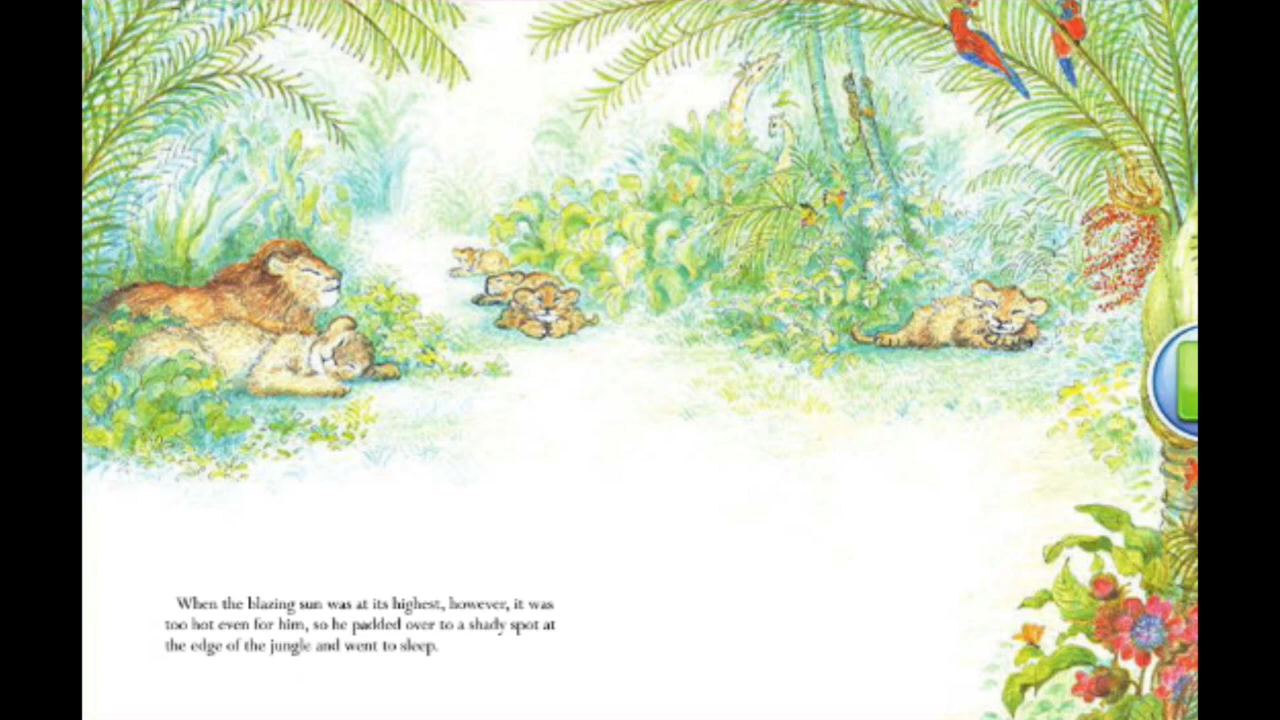 When the blazing sun was at its highest, however, it was
too hot even for him, so he padded over to a shady spot at
the edge of the jungle and went to sleep.